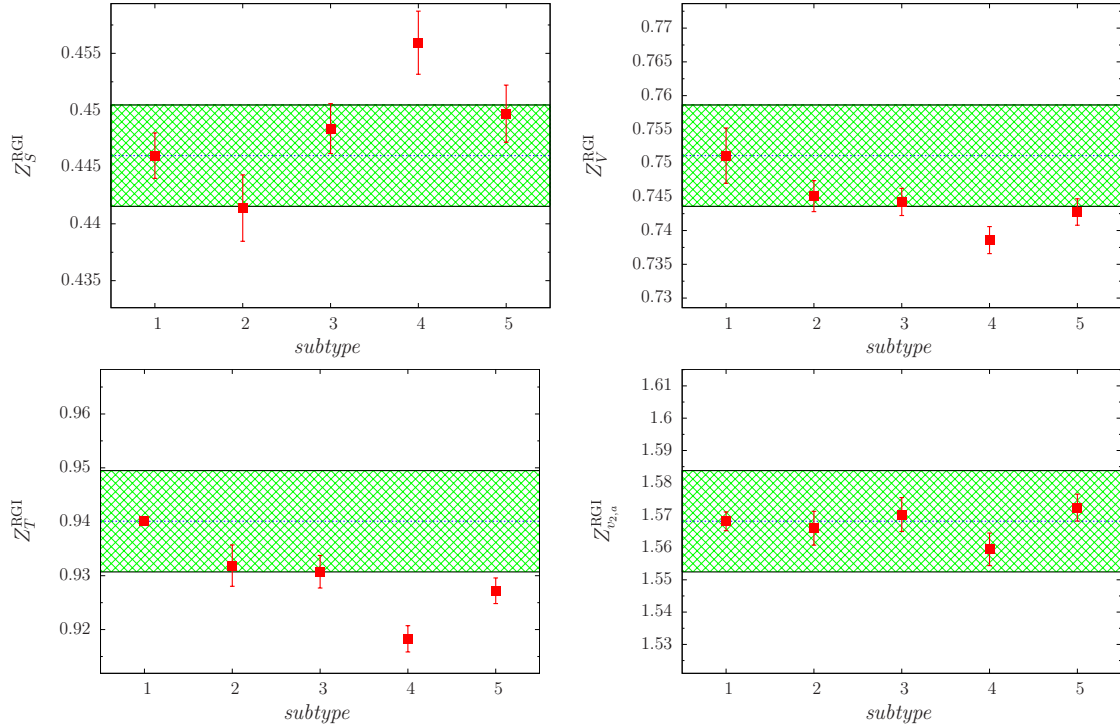 0.455
0.45
0.445
0.44
0.435
Z_S^RGI
1 2 3 4 5
subtype
0.77
0.765
0.76
0.755
0.75
0.745
0.74
0.735
0.73
Z_V^RGI
1 2 3 4 5
subtype
0.96
0.95
0.94
0.93
0.92
Z_T^RGI
1 2 3 4 5
subtype
1.61
1.6
1.59
1.58
1.57
1.56
1.55
1.54
1.53
Z_{v_{2,a}}^RGI
1 2 3 4 5
subtype